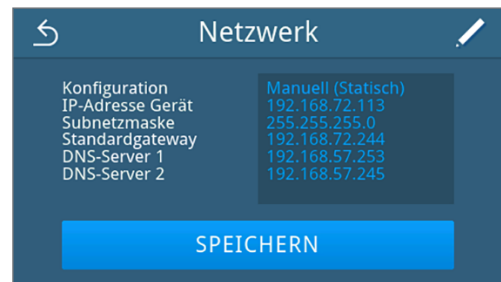 Netzwerk
Konfiguration Manuell (Statisch)
IP-Adresse Gerät 192.168.72.113
Subnetzmaske 255.255.255.0
Standardgateway 192.168.72.244
DNS-Server 1 192.168.57.253
DNS-Server 2 192.168.57.245
SPEICHERN